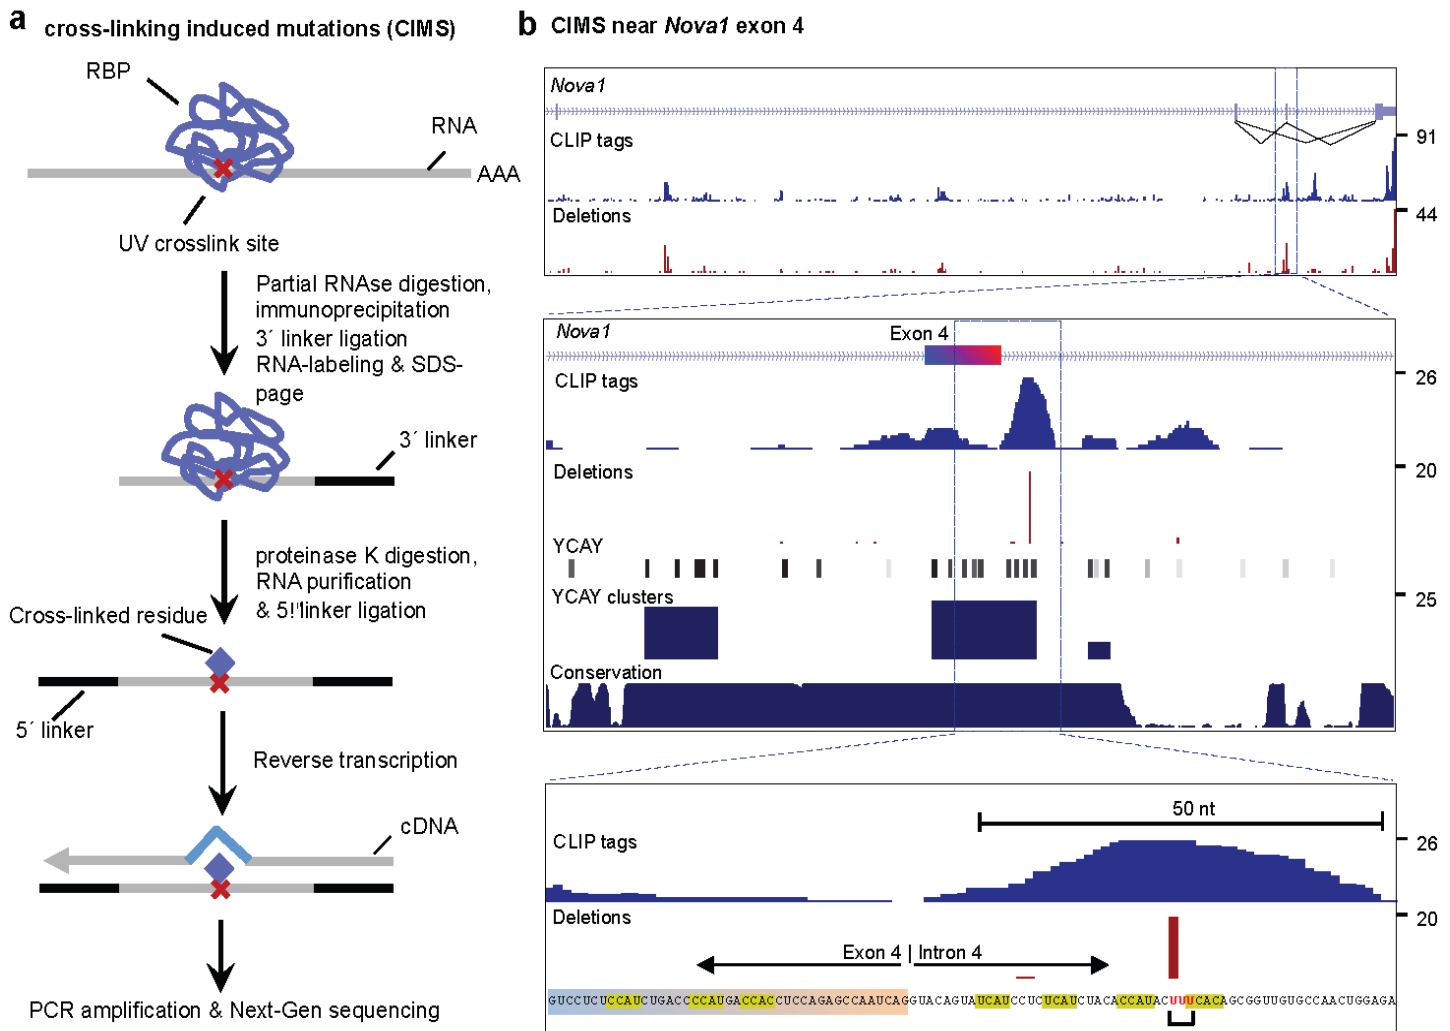 a cross-linking induced mutations (CIMS)
RBP
RNA
AAA
UV crosslink site
Partial RNAse digestion,
immunoprecipitation
3´ linker ligation
RNA-labeling & SDS-
page
3´ linker
proteinase K digestion,
RNA purification
& 5!'linker ligation
Cross-linked residue
5´ linker
Reverse transcription
cDNA
PCR amplification & Next-Gen sequencing
b CIMS near Nova1 exon 4
Nova1
CLIP tags
91
Deletions
44
Nova1
Exon 4
CLIP tags
26
Deletions
20
YCAY
YCAY clusters
25
Conservation
50 nt
CLIP tags
26
Deletions
20
Exon 4 | Intron 4
GUCCUCUCCAUCUGACCCCAUGACCACCUCCAGAGCCAAUCAGGUACAGUAUCAUCCUCUCAUCUACACCAUACUUUCACAGCGGUUGUGCCAACUGGAGA